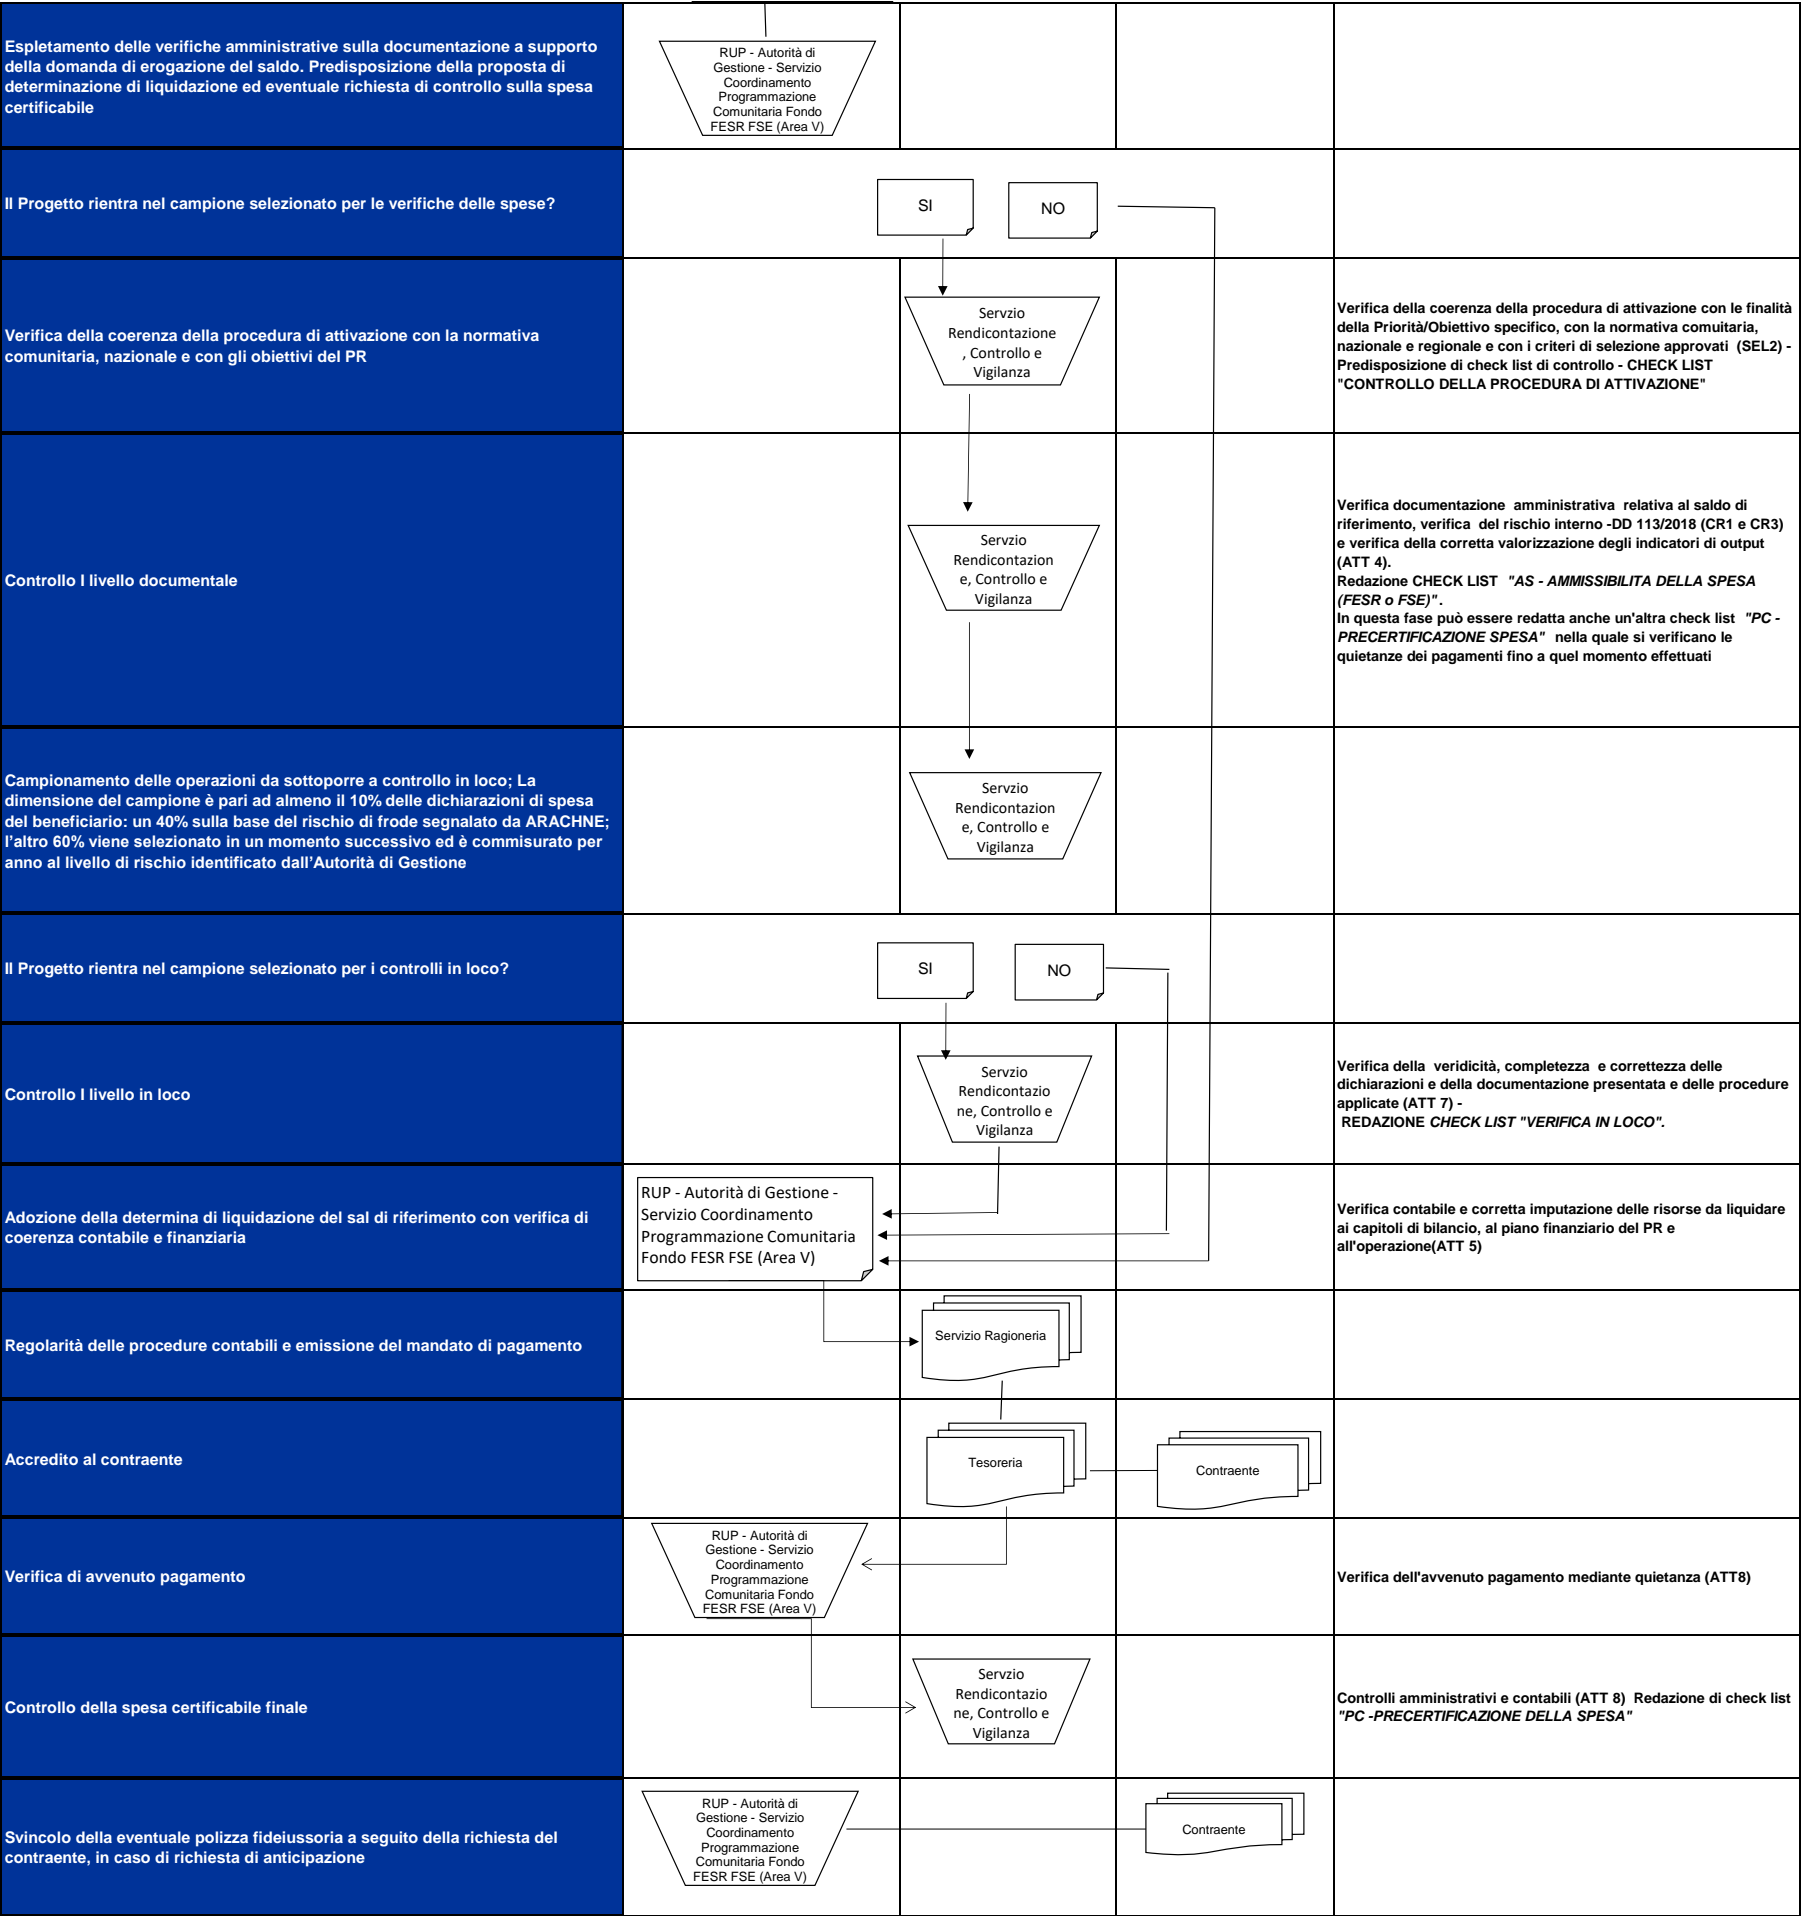 Espletamento delle verifiche amministrative sulla documentazione a supporto
della domanda di erogazione del saldo. Predisposizione della proposta di
determinazione di liquidazione ed eventuale richiesta di controllo sulla spesa
certificabile
RUP - Autorità di
Gestione - Servizio
Coordinamento
Programmazione
Comunitaria Fondo
FESR FSE (Area V)
Il Progetto rientra nel campione selezionato per le verifiche delle spese?
SI
NO
Verifica della coerenza della procedura di attivazione con la normativa
comunitaria, nazionale e con gli obiettivi del PR
Servzio
Rendicontazione
, Controllo e
Vigilanza
Verifica della coerenza della procedura di attivazione con le finalità
della Priorità/Obiettivo specifico, con la normativa comuitaria,
nazionale e regionale e con i criteri di selezione approvati (SEL2) -
Predisposizione di check list di controllo - CHECK LIST
"CONTROLLO DELLA PROCEDURA DI ATTIVAZIONE"
Controllo I livello documentale
Servzio
Rendicontazion
e, Controllo e
Vigilanza
Verifica documentazione amministrativa relativa al saldo di
riferimento, verifica del rischio interno -DD 113/2018 (CR1 e CR3)
e verifica della corretta valorizzazione degli indicatori di output
(ATT 4).
Redazione CHECK LIST "AS - AMMISSIBILITA DELLA SPESA
(FESR o FSE)".
In questa fase può essere redatta anche un'altra check list "PC -
PRECERTIFICAZIONE SPESA" nella quale si verificano le
quietanze dei pagamenti fino a quel momento effettuati
Campionamento delle operazioni da sottoporre a controllo in loco; La
dimensione del campione è pari ad almeno il 10% delle dichiarazioni di spesa
del beneficiario: un 40% sulla base del rischio di frode segnalato da ARACHNE;
l'altro 60% viene selezionato in un momento successivo ed è commisurato per
anno al livello di rischio identificato dall'Autorità di Gestione
Servzio
Rendicontazion
e, Controllo e
Vigilanza
Il Progetto rientra nel campione selezionato per i controlli in loco?
SI
NO
Controllo I livello in loco
Servzio
Rendicontazio
ne, Controllo e
Vigilanza
Verifica della veridicità, completezza e correttezza delle
dichiarazioni e della documentazione presentata e delle procedure
applicate (ATT 7) -
REDAZIONE CHECK LIST "VERIFICA IN LOCO".
Adozione della determina di liquidazione del sal di riferimento con verifica di
coerenza contabile e finanziaria
RUP - Autorità di Gestione -
Servizio Coordinamento
Programmazione Comunitaria
Fondo FESR FSE (Area V)
Verifica contabile e corretta imputazione delle risorse da liquidare
ai capitoli di bilancio, al piano finanziario del PR e
all'operazione(ATT 5)
Regolarità delle procedure contabili e emissione del mandato di pagamento
Servizio Ragioneria
Accredito al contraente
Tesoreria
Contraente
Verifica di avvenuto pagamento
RUP - Autorità di
Gestione - Servizio
Coordinamento
Programmazione
Comunitaria Fondo
FESR FSE (Area V)
Verifica dell'avvenuto pagamento mediante quietanza (ATT8)
Controllo della spesa certificabile finale
Servzio
Rendicontazio
ne, Controllo e
Vigilanza
Controlli amministrativi e contabili (ATT 8) Redazione di check list
"PC -PRECERTIFICAZIONE DELLA SPESA"
Svincolo della eventuale polizza fideiussoria a seguito della richiesta del
contraente, in caso di richiesta di anticipazione
RUP - Autorità di
Gestione - Servizio
Coordinamento
Programmazione
Comunitaria Fondo
FESR FSE (Area V)
Contraente